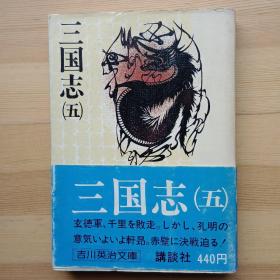 三国志
(五)
三国志(五)
玄徳軍、千里を敗走。しかし、孔明の
意気いよいよ軒昂。赤壁に決戦迫る!
吉川英治文庫 講談社 440円